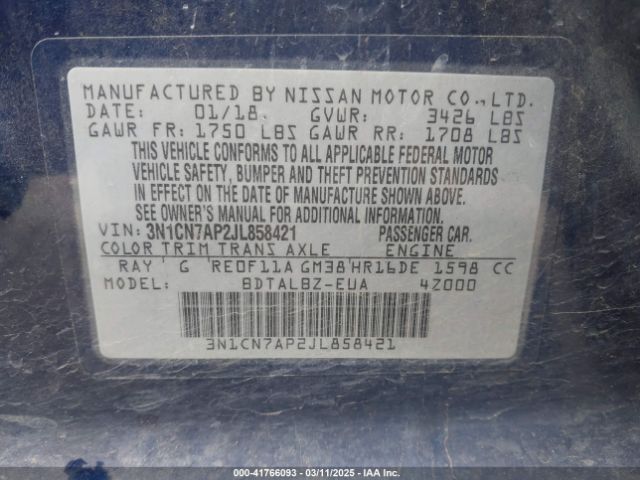 MANUFACTURED BY NISSAN MOTOR CO., LTD.
DATE: 01/18 GVWR: 3426 LBS
GAWR FR: 1750 LBS GAWR RR: 1708 LBS
THIS VEHICLE CONFORMS TO ALL APPLICABLE FEDERAL MOTOR
VEHICLE SAFETY, BUMPER AND THEFT PREVENTION STANDARDS
IN EFFECT ON THE DATE OF MANUFACTURE SHOWN ABOVE.
SEE OWNER'S MANUAL FOR ADDITIONAL INFORMATION.
VIN: 3N1CN7AP2JL858421 PASSENGER CAR.
COLOR TRIM TRANS AXLE ENGINE
RAY G RE0F11A GM38 HR16DE 1598 CC
MODEL: BDTALBZ-EUA 4Z000
3N1CN7AP2JL858421
000-41766093 - 03/11/2025 - IAA Inc.